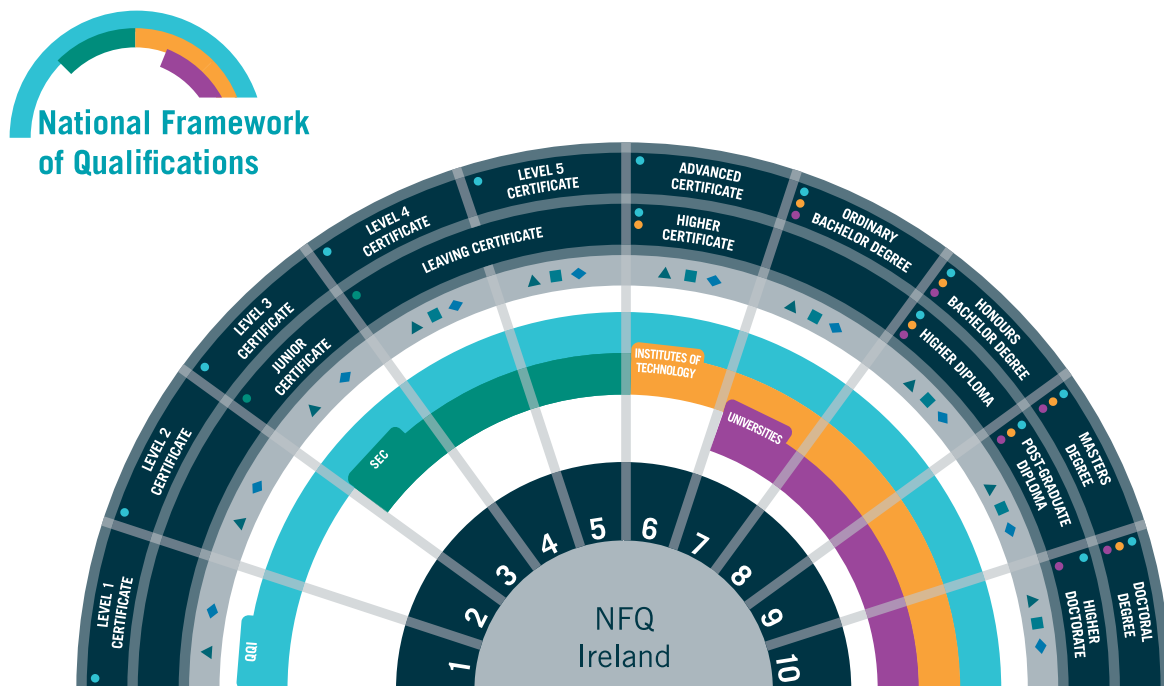 National Framework
of Qualifications
LEVEL 1
CERTIFICATE
LEVEL 2
CERTIFICATE
LEVEL 3
CERTIFICATE
LEVEL 4
CERTIFICATE
LEVEL 5
CERTIFICATE
ADVANCED
CERTIFICATE
ORDINARY
BACHELOR DEGREE
HONOURS
BACHELOR DEGREE
MASTERS
DEGREE
DOCTORAL
DEGREE
JUNIOR
CERTIFICATE
LEAVING CERTIFICATE
HIGHER
CERTIFICATE
HIGHER DIPLOMA
POST-GRADUATE
DIPLOMA
HIGHER
DOCTORATE
QQI
SEC
INSTITUTES OF
TECHNOLOGY
UNIVERSITIES
1
2
3
4
5
6
7
8
9
10
NFQ
Ireland